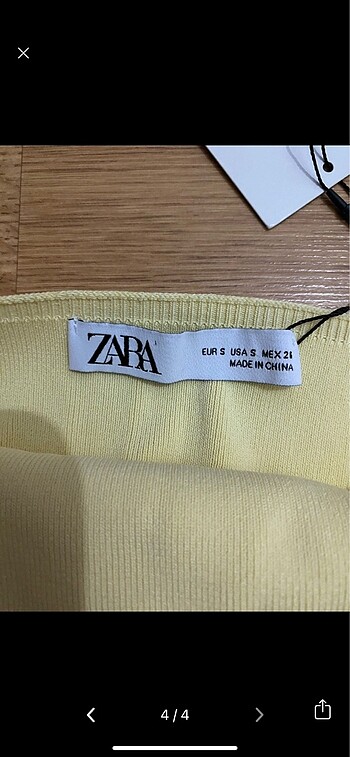 ZARA
EUR S USA S MEX 26
MADE IN CHINA
4/4